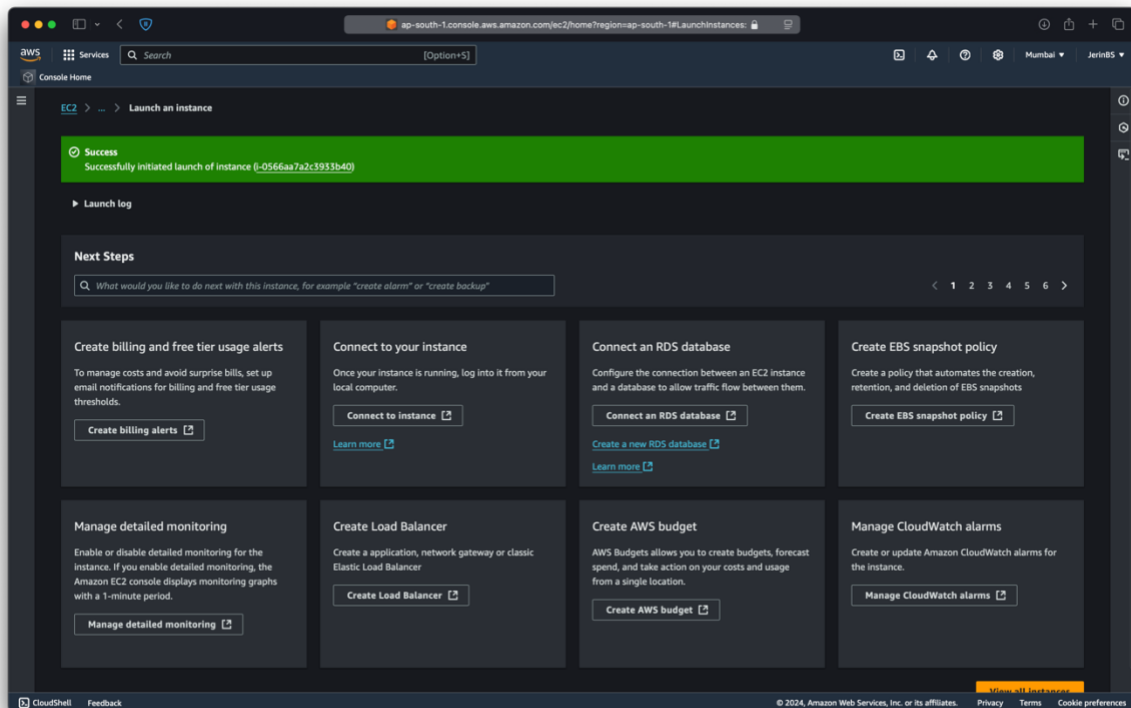 ap-south-1.console.aws.amazon.com/ec2/home?region=ap-south-1#LaunchInstances:
aws
Services
Search
[Option+S]
Mumbai
JerinBS
Console Home
EC2 > ... > Launch an instance
Success
Successfully initiated launch of instance (i-0566aa7a2c3933b40)
Launch log
Next Steps
What would you like to do next with this instance, for example "create alarm" or "create backup"
1 2 3 4 5 6
Create billing and free tier usage alerts
To manage costs and avoid surprise bills, set up
email notifications for billing and free tier usage
thresholds.
Create billing alerts
Connect to your instance
Once your instance is running, log into it from your
local computer.
Connect to instance
Learn more
Connect an RDS database
Configure the connection between an EC2 instance
and a database to allow traffic flow between them.
Connect an RDS database
Create a new RDS database
Learn more
Create EBS snapshot policy
Create a policy that automates the creation,
retention, and deletion of EBS snapshots
Create EBS snapshot policy
Manage detailed monitoring
Enable or disable detailed monitoring for the
instance. If you enable detailed monitoring, the
Amazon EC2 console displays monitoring graphs
with a 1-minute period.
Manage detailed monitoring
Create Load Balancer
Create a application, network gateway or classic
Elastic Load Balancer
Create Load Balancer
Create AWS budget
AWS Budgets allows you to create budgets, forecast
spend, and take action on your costs and usage
from a single location.
Create AWS budget
Manage CloudWatch alarms
Create or update Amazon CloudWatch alarms for
the instance.
Manage CloudWatch alarms
View all instances
CloudShell
Feedback
© 2024, Amazon Web Services, Inc. or its affiliates.
Privacy
Terms
Cookie preferences